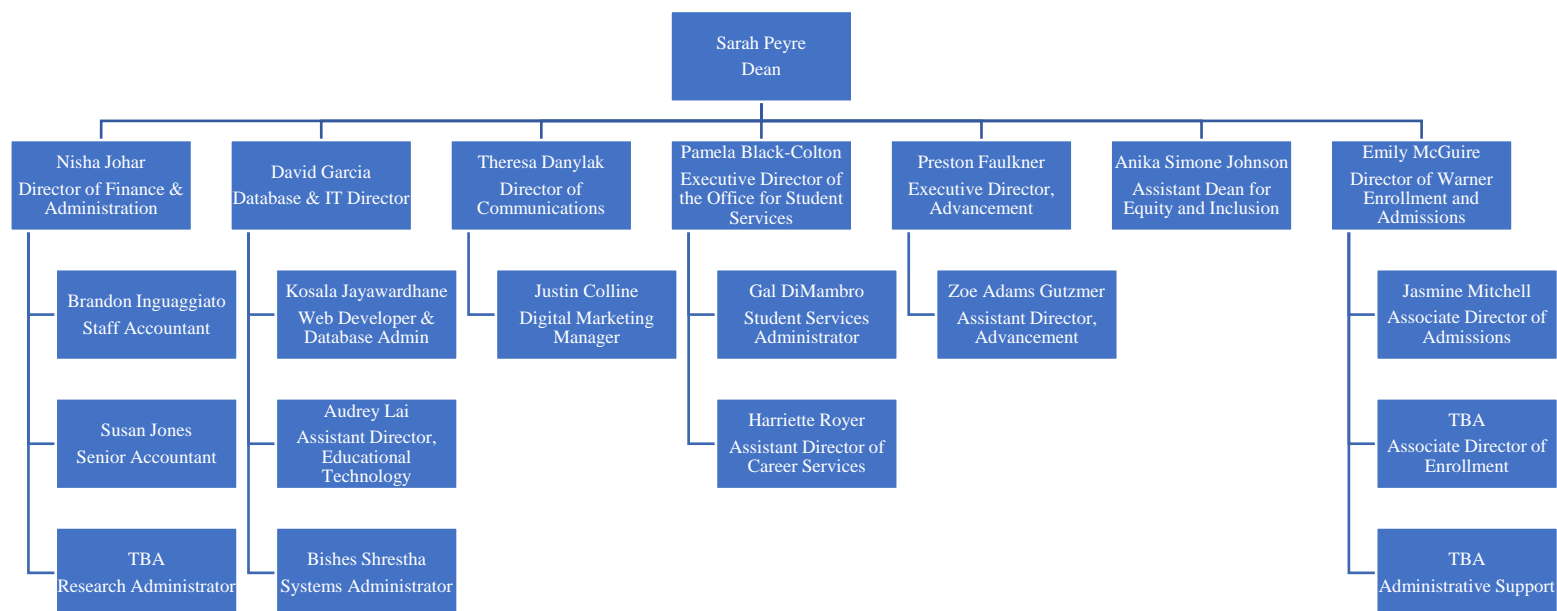 Sarah Peyre
Dean
Nisha Johar
Director of Finance &
Administration
David Garcia
Database & IT Director
Theresa Danylak
Director of
Communications
Pamela Black-Colton
Executive Director of
the Office for Student
Services
Preston Faulkner
Executive Director,
Advancement
Anika Simone Johnson
Assistant Dean for
Equity and Inclusion
Emily McGuire
Director of Warner
Enrollment and
Admissions
Brandon Inguaggiato
Staff Accountant
Kosala Jayawardhane
Web Developer &
Database Admin
Justin Colline
Digital Marketing
Manager
Gal DiMambro
Student Services
Administrator
Zoe Adams Gutzmer
Assistant Director,
Advancement
Jasmine Mitchell
Associate Director of
Admissions
Susan Jones
Senior Accountant
Audrey Lai
Assistant Director,
Educational
Technology
Harriette Royer
Assistant Director of
Career Services
TBA
Associate Director of
Enrollment
TBA
Research Administrator
Bishes Shrestha
Systems Administrator
TBA
Administrative Support